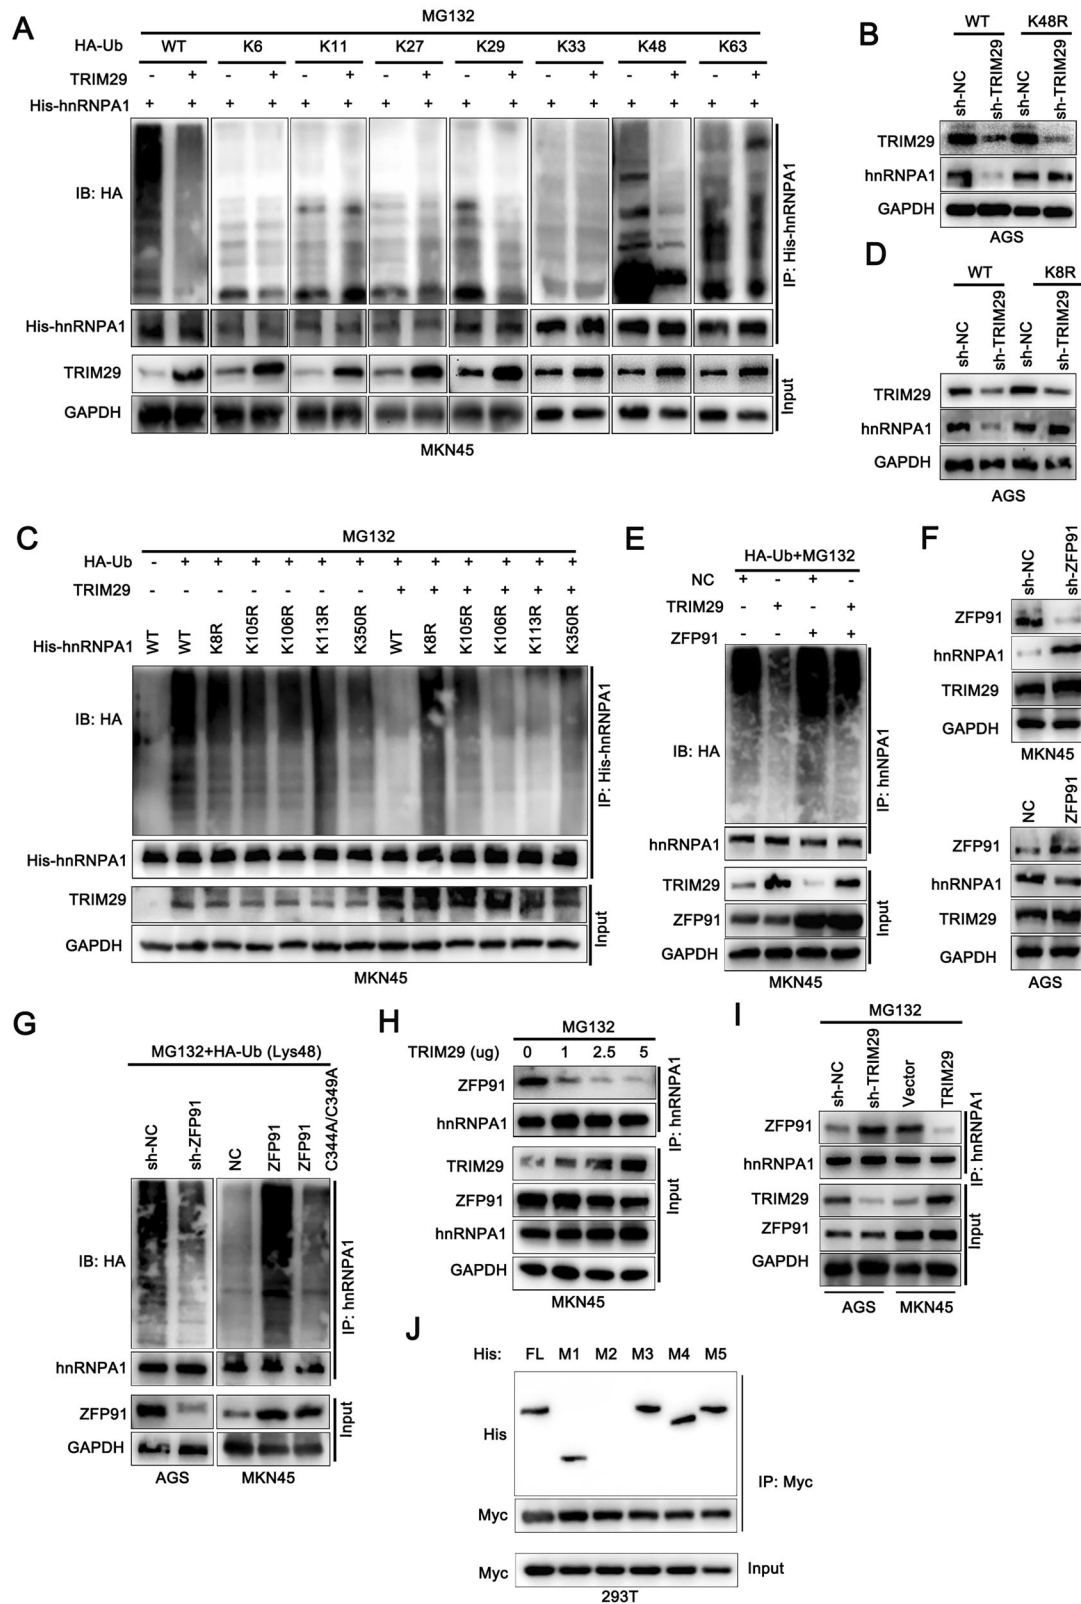 A
MG132
HA-Ub WT K6 K11 K27 K29 K33 K48 K63
TRIM29 - + - + - + - + - + - + - + - +
His-hnRNPA1 + + + + + + + + + + + + + + + +
IB: HA
IP: His-hnRNPA1
His-hnRNPA1
TRIM29
GAPDH
Input
MKN45
B
WT K48R
sh-NC sh-TRIM29 sh-NC sh-TRIM29
TRIM29
hnRNPA1
GAPDH
AGS
D
WT K8R
sh-NC sh-TRIM29 sh-NC sh-TRIM29
TRIM29
hnRNPA1
GAPDH
AGS
C
MG132
HA-Ub - + + + + + + + + + + + +
TRIM29 - - - - - - - + + + + + +
His-hnRNPA1 WT WT K8R K105R K106R K113R K350R WT K8R K105R K106R K113R K350R
IB: HA
IP: His-hnRNPA1
His-hnRNPA1
TRIM29
GAPDH
Input
MKN45
E
HA-Ub+MG132
NC + - + -
TRIM29 - + - +
ZFP91 - - + +
IB: HA
IP: hnNPA1
hnRNPA1
TRIM29
ZFP91
GAPDH
Input
MKN45
F
sh-NC sh-ZFP91
ZFP91
hnRNPA1
TRIM29
GAPDH
MKN45
NC ZFP91
ZFP91
hnRNPA1
TRIM29
GAPDH
AGS
G
MG132+HA-Ub (Lys48)
sh-NC sh-ZFP91 NC ZFP91 ZFP91 C344A/C349A
IB: HA
IP: hnRNPA1
hnRNPA1
ZFP91
GAPDH
Input
AGS MKN45
H
MG132
TRIM29 (ug) 0 1 2.5 5
ZFP91
hnRNPA1
IP: hnRNPA1
TRIM29
ZFP91
hnRNPA1
GAPDH
Input
MKN45
I
MG132
sh-NC sh-TRIM29 Vector TRIM29
ZFP91
hnRNPA1
IP: hnRNPA1
TRIM29
ZFP91
GAPDH
Input
AGS MKN45
J
His: FL M1 M2 M3 M4 M5
His
IP: Myc
Myc
Myc
Input
293T